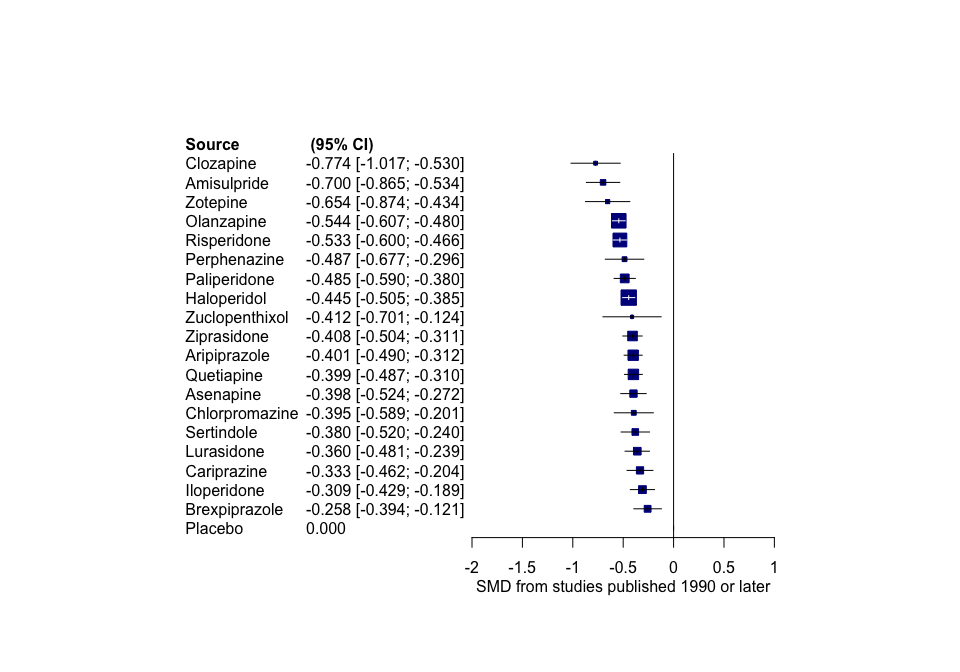 Source (95% CI)
Clozapine -0.774 [-1.017; -0.530]
Amisulpride -0.700 [-0.865; -0.534]
Zotepine -0.654 [-0.874; -0.434]
Olanzapine -0.544 [-0.607; -0.480]
Risperidone -0.533 [-0.600; -0.466]
Perphenazine -0.487 [-0.677; -0.296]
Paliperidone -0.485 [-0.590; -0.380]
Haloperidol -0.445 [-0.505; -0.385]
Zuclopenthixol -0.412 [-0.701; -0.124]
Ziprasidone -0.408 [-0.504; -0.311]
Aripiprazole -0.401 [-0.490; -0.312]
Quetiapine -0.399 [-0.487; -0.310]
Asenapine -0.398 [-0.524; -0.272]
Chlorpromazine -0.395 [-0.589; -0.201]
Sertindole -0.380 [-0.520; -0.240]
Lurasidone -0.360 [-0.481; -0.239]
Cariprazine -0.333 [-0.462; -0.204]
Iloperidone -0.309 [-0.429; -0.189]
Brexpiprazole -0.258 [-0.394; -0.121]
Placebo 0.000
-2 -1.5 -1 -0.5 0 0.5 1
SMD from studies published 1990 or later